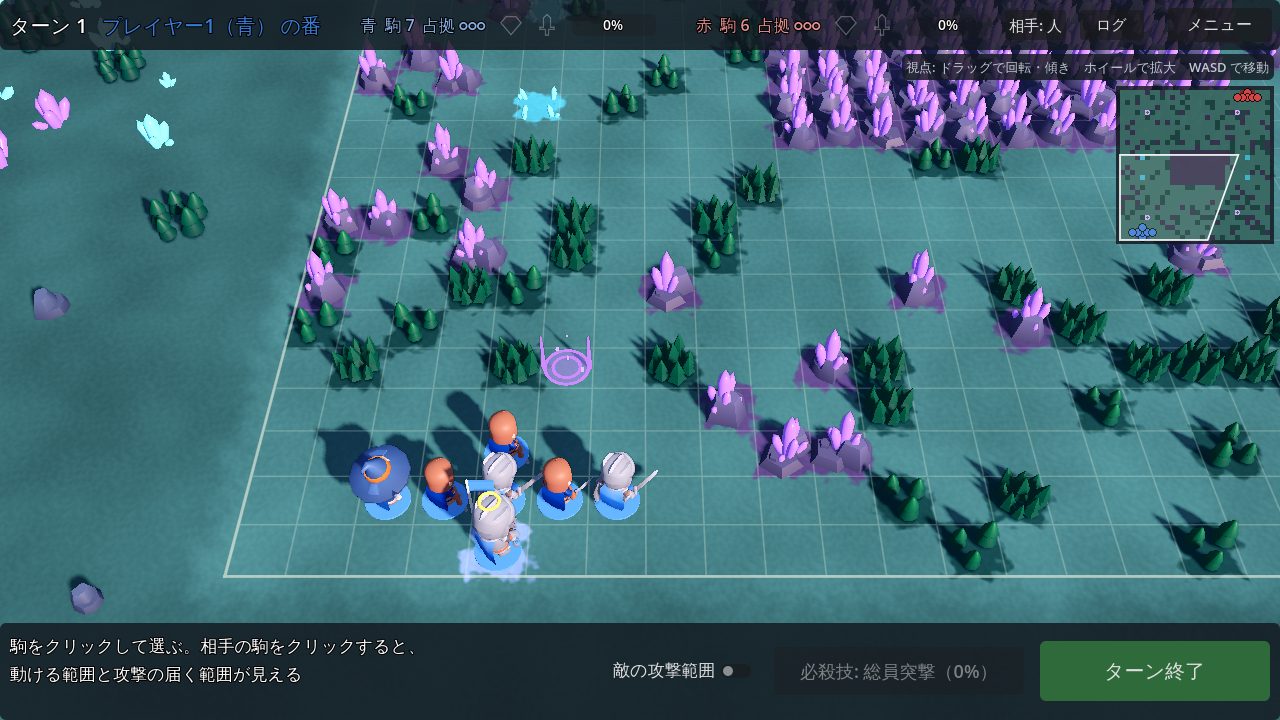 ターン 1 プレイヤー1（青） の番 青 駒 7 占拠 0% 赤 駒 6 占拠 0% 相手: 人 ログ メニュー
視点: ドラッグで回転・傾き ホイールで拡大 WASD で移動
駒をクリックして選ぶ。相手の駒をクリックすると、
動ける範囲と攻撃の届く範囲が見える
敵の攻撃範囲
必殺技: 総員突撃（0%）
ターン終了